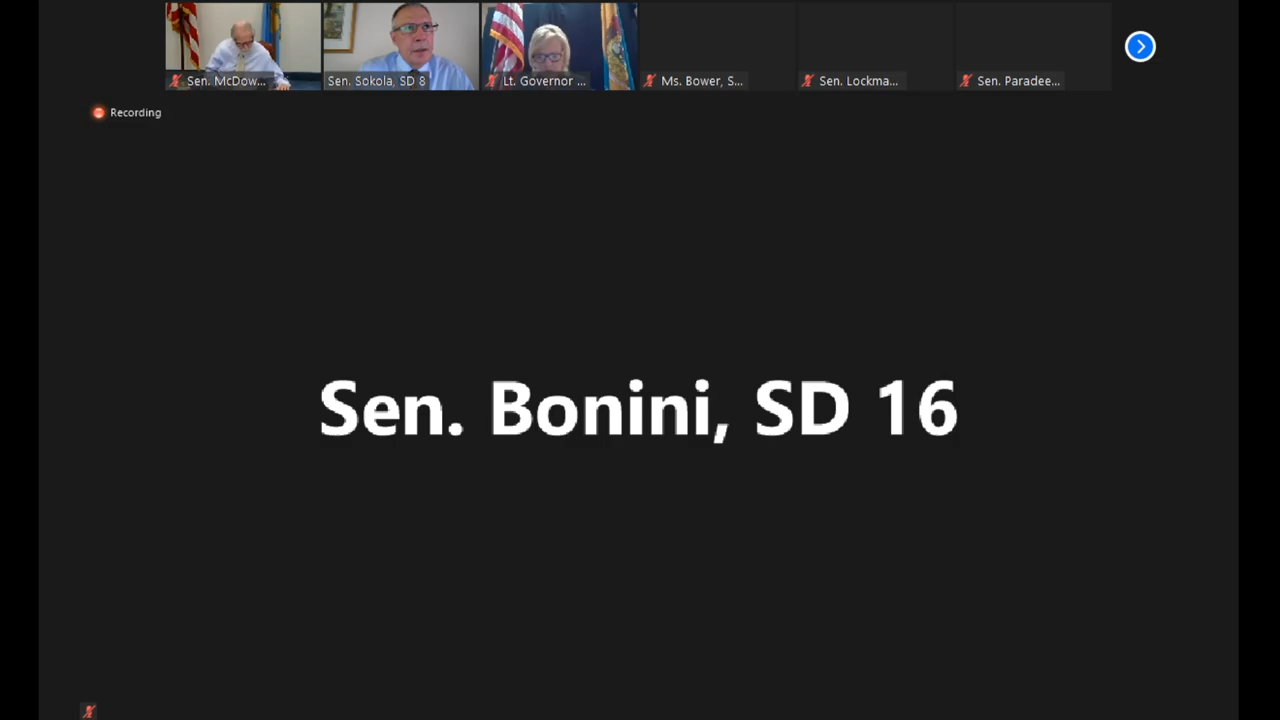 Sen. McDow...
Sen. Sokola, SD 8
Lt. Governor ...
Ms. Bower, S...
Sen. Lockma...
Sen. Paradee...
Recording
Sen. Bonini, SD 16